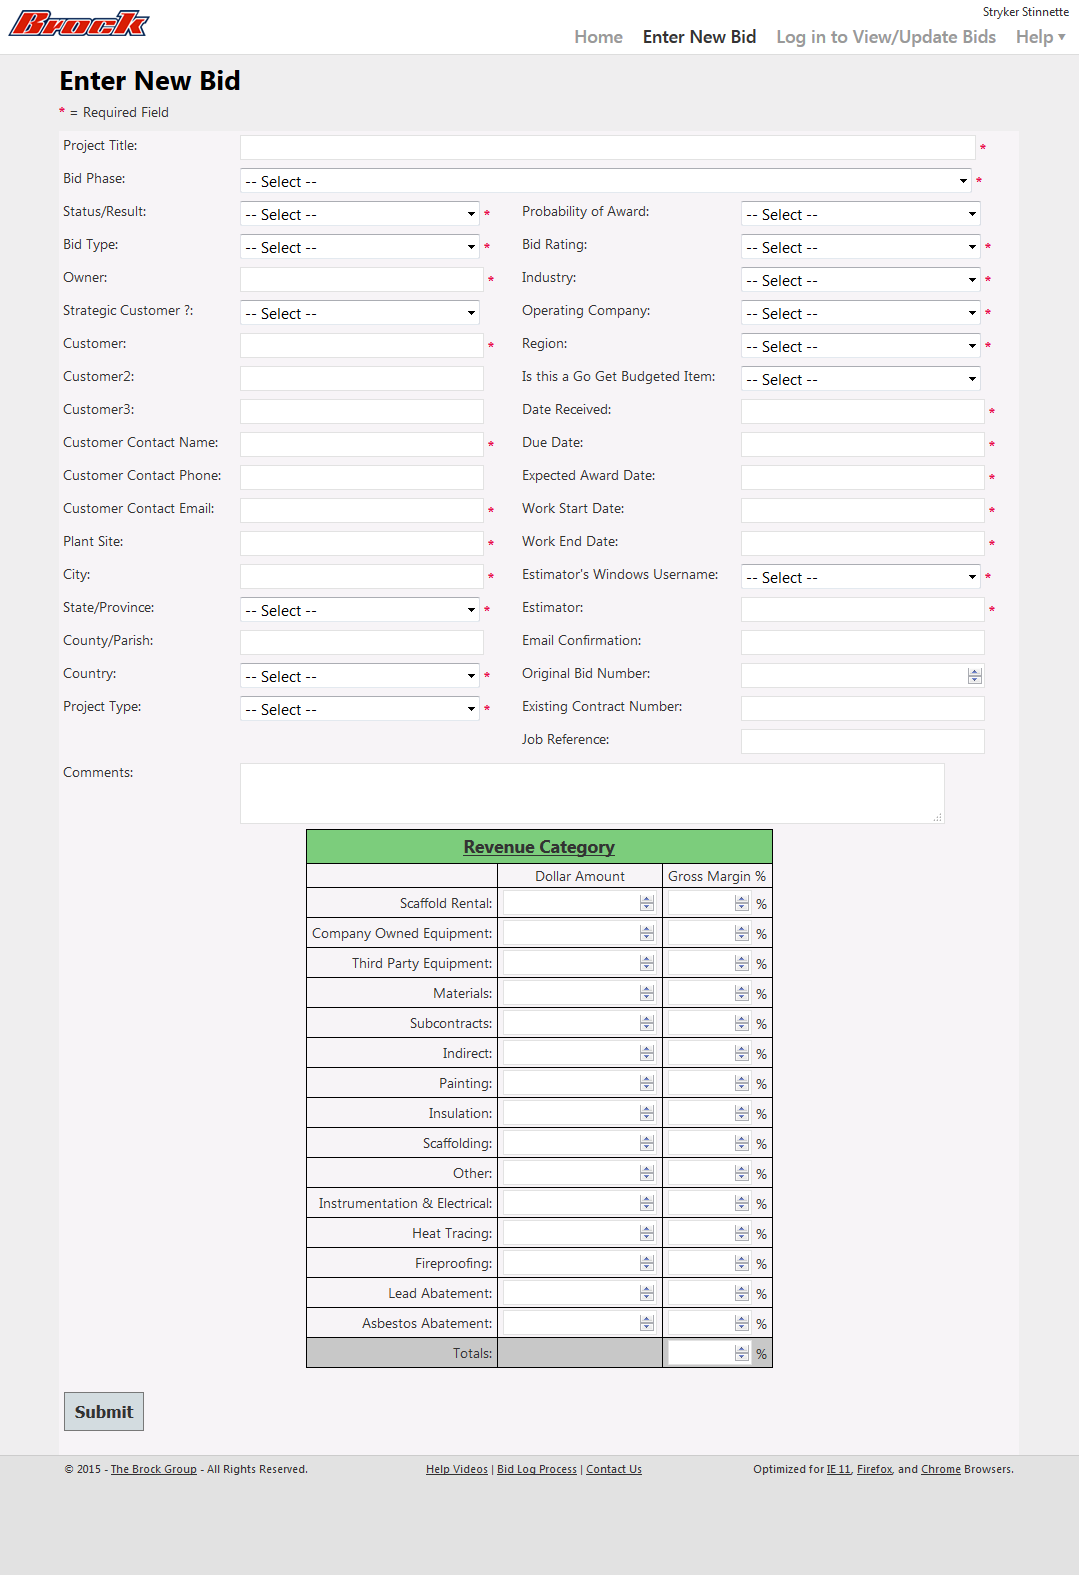 Brock
Stryker Stinnette
Home Enter New Bid Log in to View/Update Bids Help ▾
Enter New Bid
* = Required Field
Project Title: *
Bid Phase: -- Select -- *
Status/Result: -- Select -- * Probability of Award: -- Select --
Bid Type: -- Select -- * Bid Rating: -- Select -- *
Owner: * Industry: -- Select -- *
Strategic Customer ?: -- Select -- Operating Company: -- Select -- *
Customer: * Region: -- Select -- *
Customer2: Is this a Go Get Budgeted Item: -- Select --
Customer3: Date Received: *
Customer Contact Name: * Due Date: *
Customer Contact Phone: Expected Award Date: *
Customer Contact Email: * Work Start Date: *
Plant Site: * Work End Date: *
City: * Estimator's Windows Username: -- Select -- *
State/Province: -- Select -- * Estimator: *
County/Parish: Email Confirmation:
Country: -- Select -- * Original Bid Number:
Project Type: -- Select -- * Existing Contract Number:
Job Reference:
Comments:
Revenue Category
Dollar Amount Gross Margin %
Scaffold Rental: %
Company Owned Equipment: %
Third Party Equipment: %
Materials: %
Subcontracts: %
Indirect: %
Painting: %
Insulation: %
Scaffolding: %
Other: %
Instrumentation & Electrical: %
Heat Tracing: %
Fireproofing: %
Lead Abatement: %
Asbestos Abatement: %
Totals: %
Submit
© 2015 - The Brock Group - All Rights Reserved. Help Videos | Bid Log Process | Contact Us Optimized for IE 11, Firefox, and Chrome Browsers.